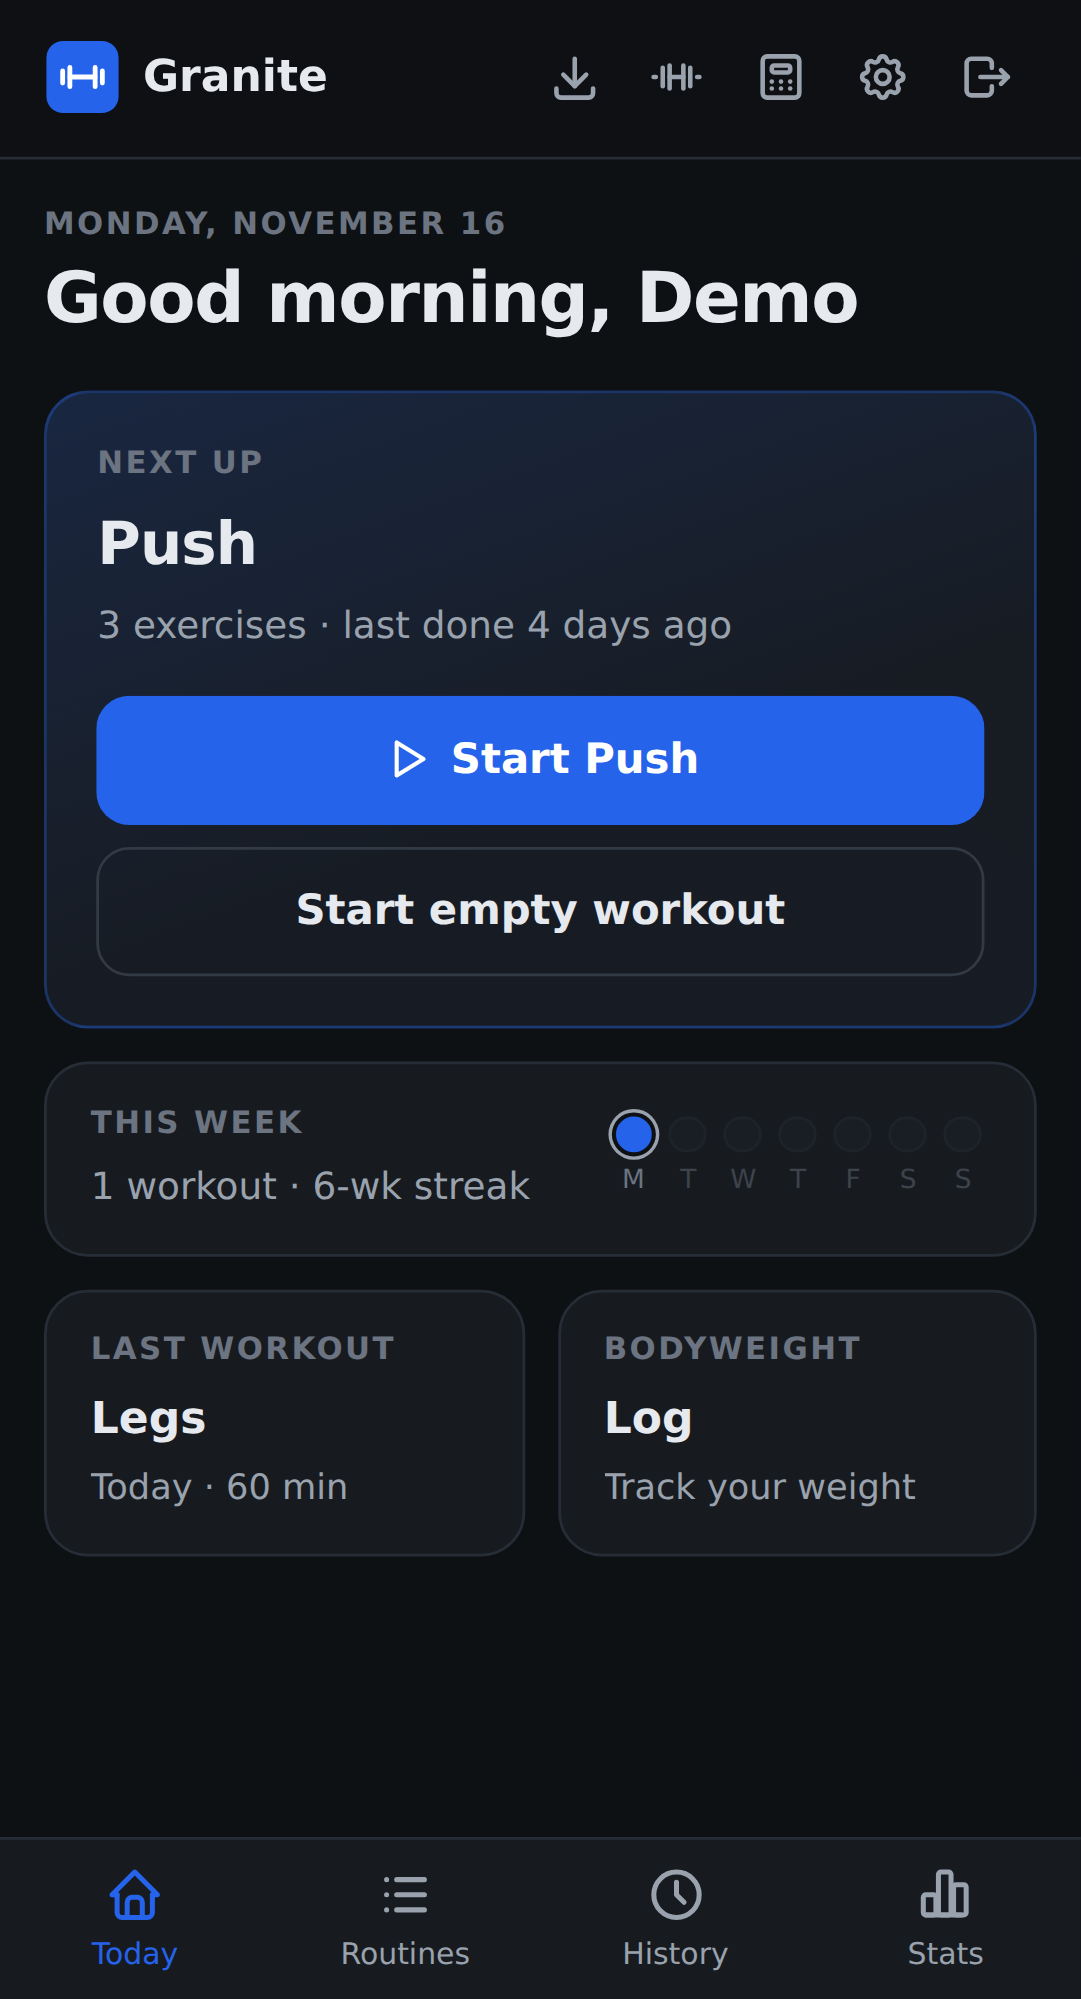 Granite
MONDAY, NOVEMBER 16
Good morning, Demo
NEXT UP
Push
3 exercises · last done 4 days ago
Start Push
Start empty workout
THIS WEEK
1 workout · 6-wk streak
M T W T F S S
LAST WORKOUT
Legs
Today · 60 min
BODYWEIGHT
Log
Track your weight
Today
Routines
History
Stats